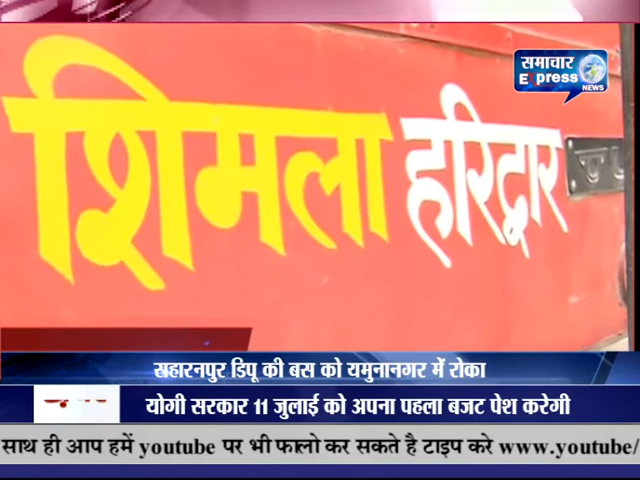 समाचार
Express
NEWS
शिमला हरिद्वार
सहारनपुर डिपू की बस को यमुनानगर में रोका
योगी सरकार 11 जुलाई को अपना पहला बजट पेश करेगी
साथ ही आप हमें youtube पर भी फालो कर सकते है टाइप करे www.youtube/